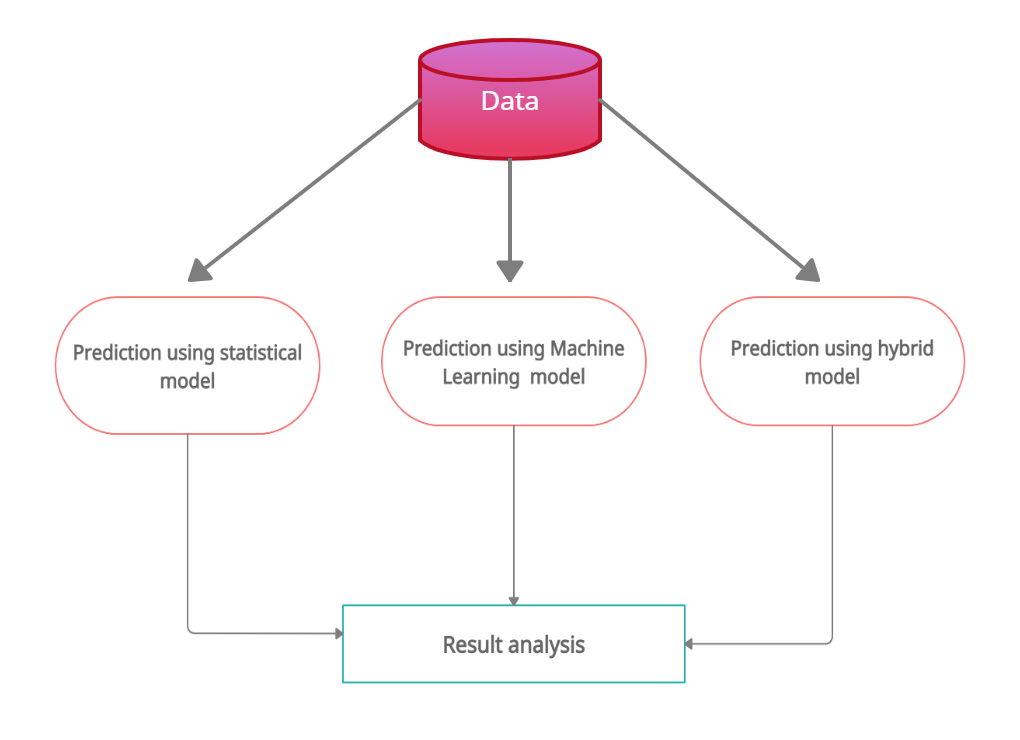 Data
Prediction using statistical
model
Prediction using Machine
Learning  model
Prediction using hybrid
model
Result analysis